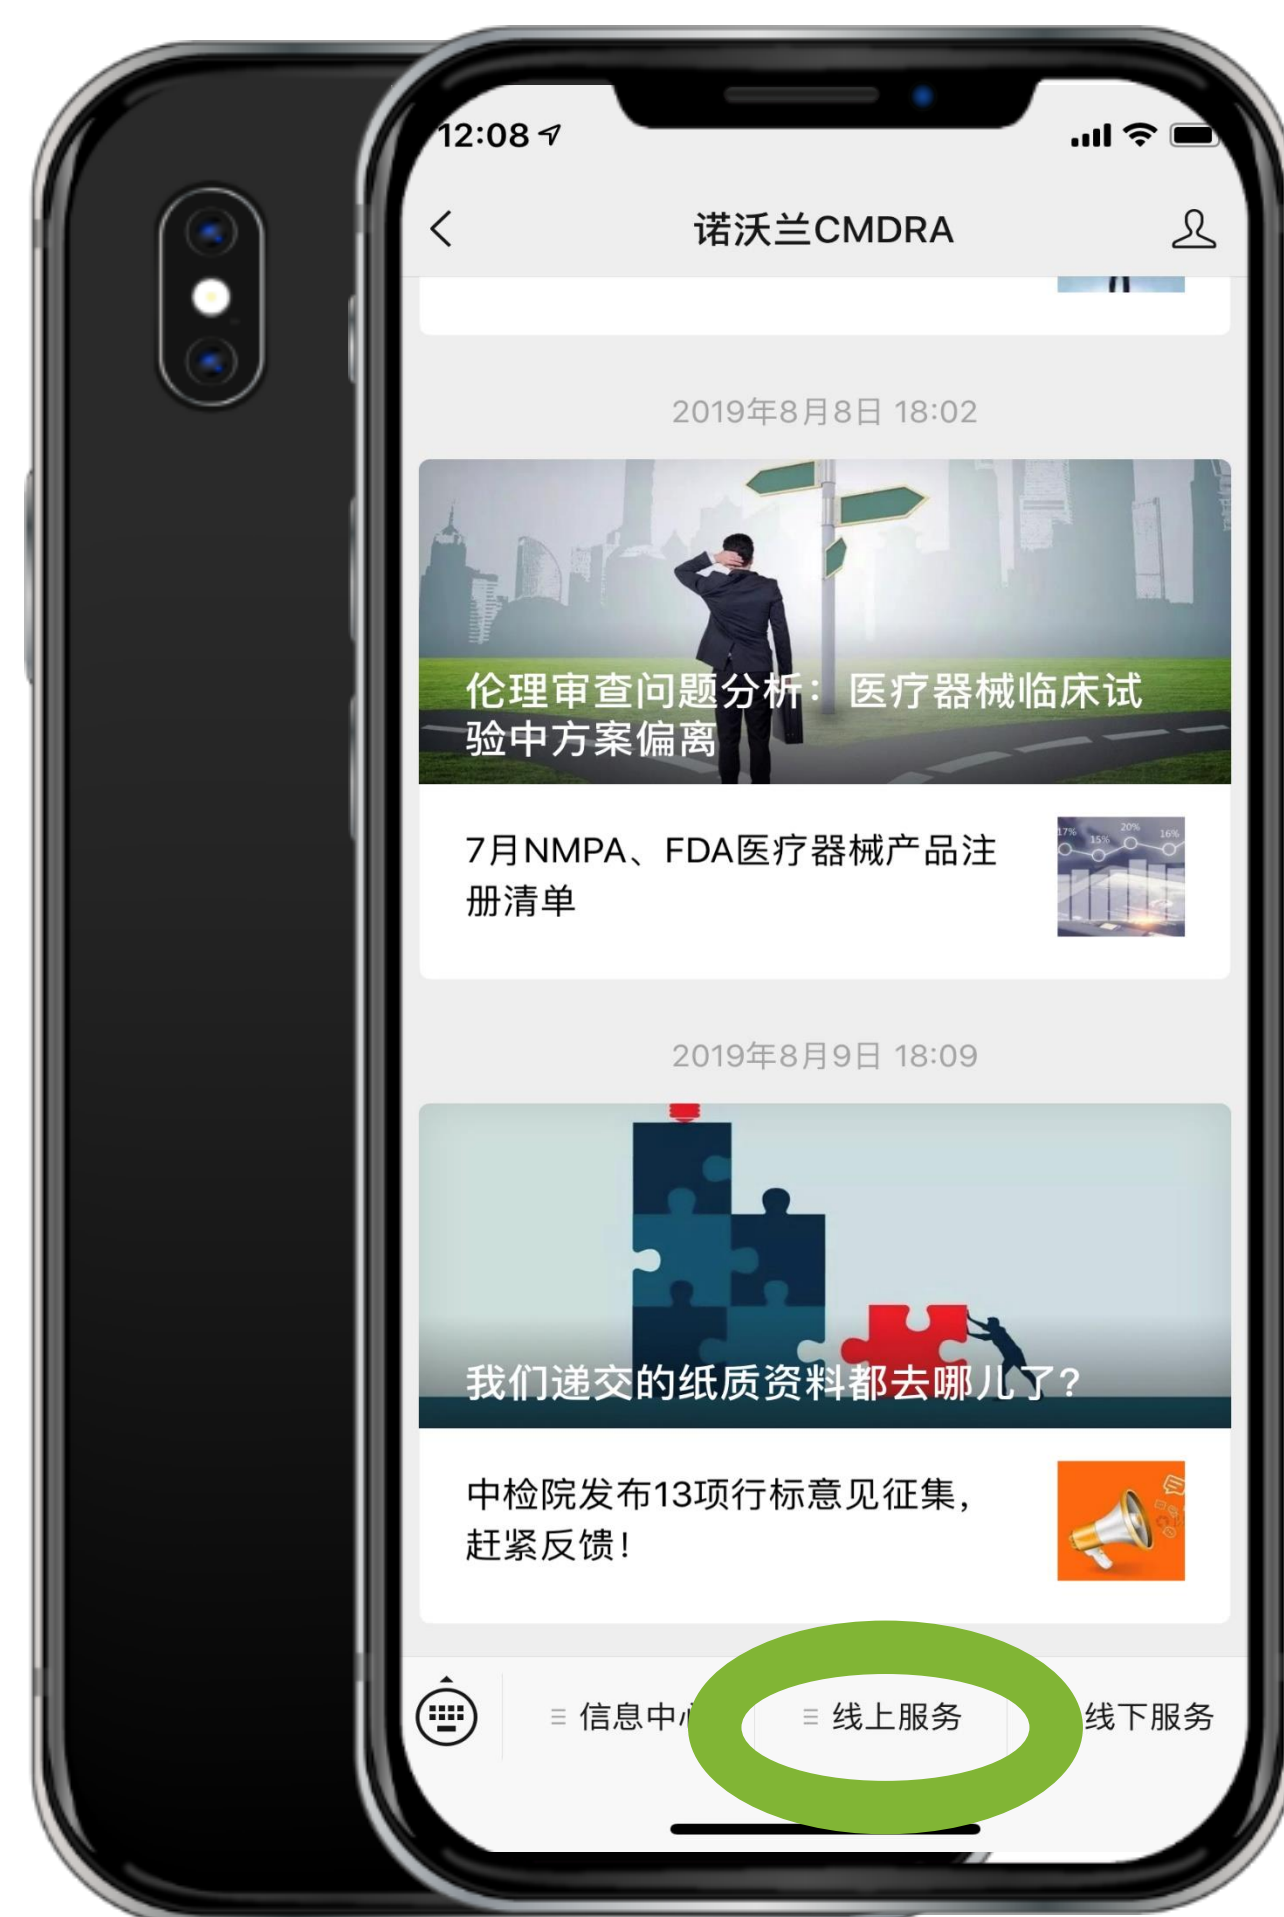 12:08
诺沃兰CMDRA
2019年8月8日 18:02
伦理审查问题分析：医疗器械临床试
验中方案偏离
7月NMPA、FDA医疗器械产品注
册清单
17% 15% 20% 16%
2019年8月9日 18:09
我们递交的纸质资料都去哪儿了?
中检院发布13项行标意见征集，
赶紧反馈！
信息中心 线上服务 线下服务